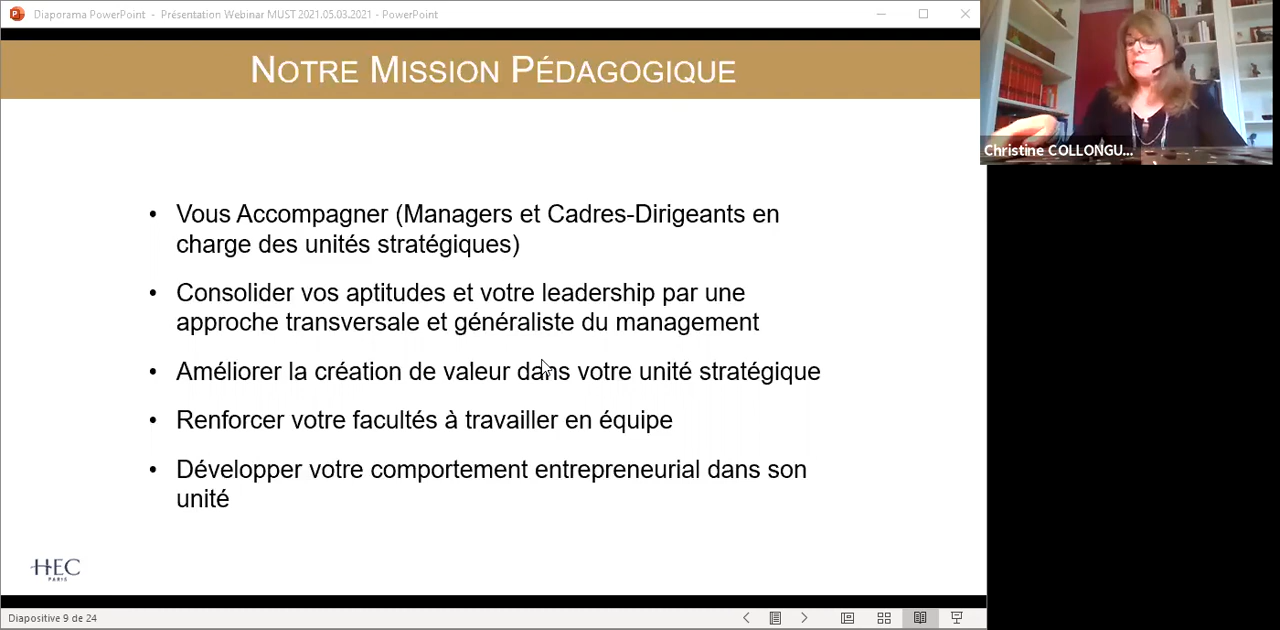 Diaporama PowerPoint - Présentation Webinar MUST 2021.05.03.2021 - PowerPoint
NOTRE MISSION PÉDAGOGIQUE
• Vous Accompagner (Managers et Cadres-Dirigeants en
charge des unités stratégiques)
• Consolider vos aptitudes et votre leadership par une
approche transversale et généraliste du management
• Améliorer la création de valeur dans votre unité stratégique
• Renforcer votre facultés à travailler en équipe
• Développer votre comportement entrepreneurial dans son
unité
HEC
PARIS
Diapositive 9 de 24
Christine COLLONGU...